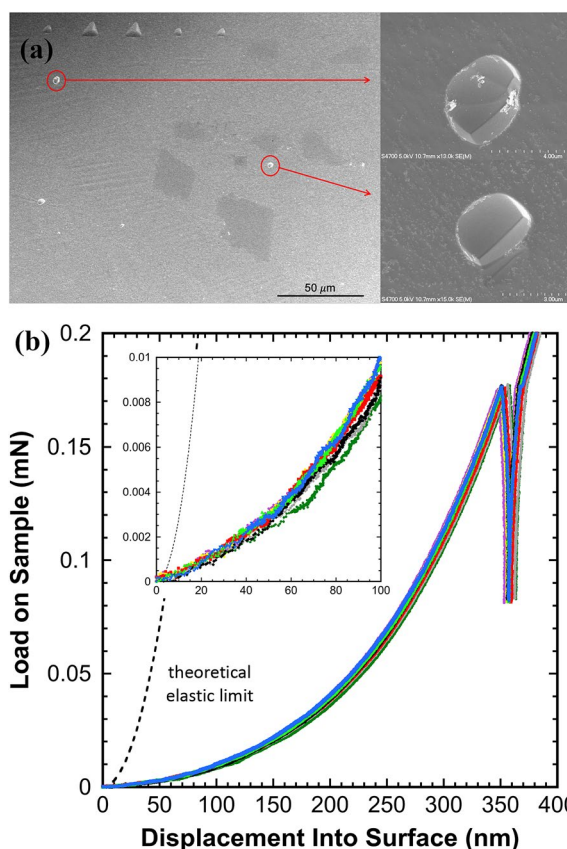 (a)
S4700 5.0kV 10.7mm x13.0k SE(M) 4.00um
50 μm
S4700 5.0kV 10.7mm x15.0k SE(M) 3.00um
(b)
0.2
0.15
0.1
0.05
0
Load on Sample (mN)
0.01
0.008
0.006
0.004
0.002
0
0 20 40 60 80 100
theoretical
elastic limit
0 50 100 150 200 250 300 350 400
Displacement Into Surface (nm)